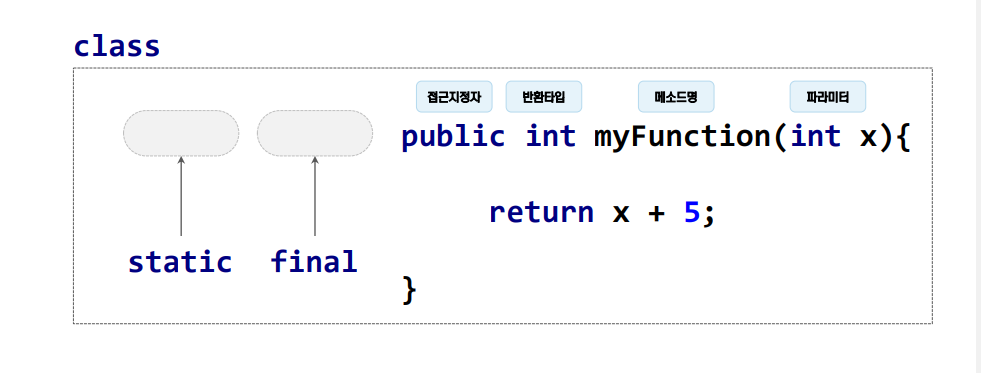 class
접근지정자 반환타입 메소드명 파라미터
public int myFunction(int x){
return x + 5;
static final
}